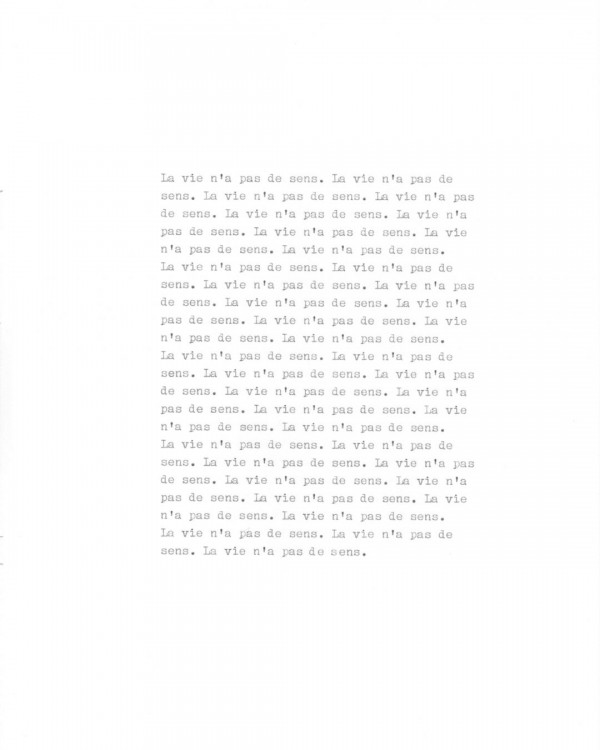 La vie n'a pas de sens. La vie n'a pas de
sens. La vie n'a pas de sens. La vie n'a pas
de sens. La vie n'a pas de sens. La vie n'a
pas de sens. La vie n'a pas de sens. La vie
n'a pas de sens. La vie n'a pas de sens.
La vie n'a pas de sens. La vie n'a pas de
sens. La vie n'a pas de sens. La vie n'a pas
de sens. La vie n'a pas de sens. La vie n'a
pas de sens. La vie n'a pas de sens. La vie
n'a pas de sens. La vie n'a pas de sens.
La vie n'a pas de sens. La vie n'a pas de
sens. La vie n'a pas de sens. La vie n'a pas
de sens. La vie n'a pas de sens. La vie n'a
pas de sens. La vie n'a pas de sens. La vie
n'a pas de sens. La vie n'a pas de sens.
La vie n'a pas de sens. La vie n'a pas de
sens. La vie n'a pas de sens. La vie n'a pas
de sens. La vie n'a pas de sens. La vie n'a
pas de sens. La vie n'a pas de sens. La vie
n'a pas de sens. La vie n'a pas de sens.
La vie n'a pas de sens. La vie n'a pas de
sens. La vie n'a pas de sens.